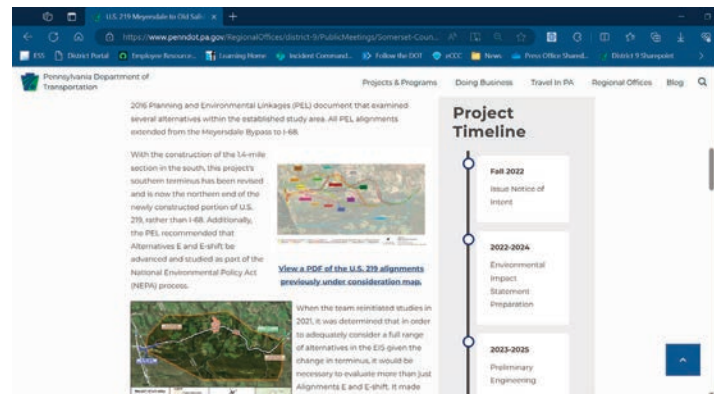 U.S. 219 Meyersdale to Old Sali
https://www.penndot.pa.gov/RegionalOffices/district-9/PublicMeetings/Somerset-Coun...
ESS District Portal Employee Resource... Learning Home Incident Command... Follow the DOT eCCC News Press Office Shared... District 9 Sharepoint
Pennsylvania Department of
Transportation
Projects & Programs Doing Business Travel in PA Regional Offices Blog
2016 Planning and Environmental Linkages (PEL) document that examined
several alternatives within the established study area. All PEL alignments
extended from the Meyersdale Bypass to I-68.
With the construction of the 1.4-mile
section in the south, this project's
southern terminus has been revised
and is now the northern end of the
newly constructed portion of U.S.
219, rather than I-68. Additionally,
the PEL recommended that
Alternatives E and E-shift be
advanced and studied as part of the
National Environmental Policy Act
(NEPA) process.
View a PDF of the U.S. 219 alignments
previously under consideration map.
When the team reinitiated studies in
2021, it was determined that in order
to adequately consider a full range
of alternatives in the EIS given the
change in terminus, it would be
necessary to evaluate more than just
Alignments E and E-shift. It made
Project
Timeline
Fall 2022
Issue Notice of
Intent
2022-2024
Environmental
Impact
Statement
Preparation
2023-2025
Preliminary
Engineering